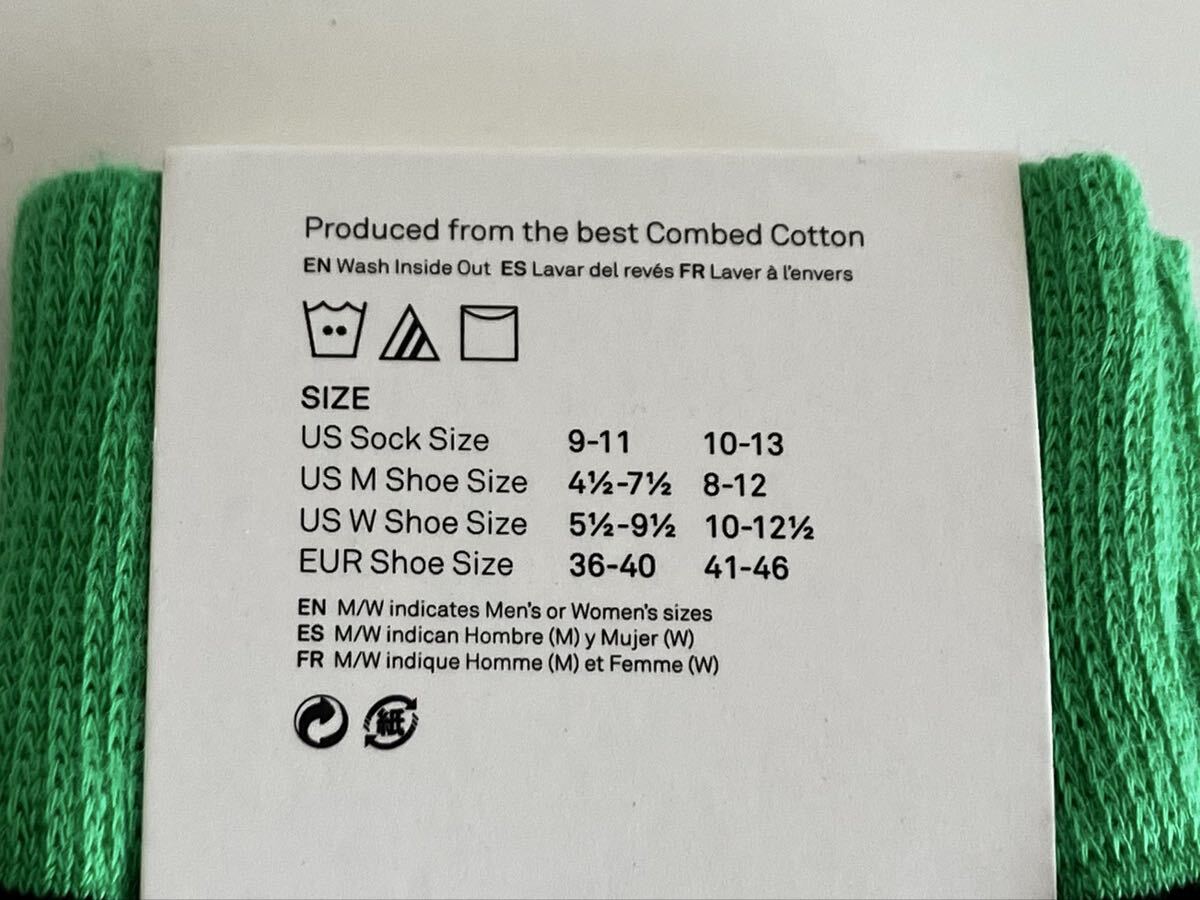 Produced from the best Combed Cotton
EN Wash Inside Out ES Lavar del revés FR Laver à l'envers
SIZE
US Sock Size 9-11 10-13
US M Shoe Size 4½-7½ 8-12
US W Shoe Size 5½-9½ 10-12½
EUR Shoe Size 36-40 41-46
EN M/W indicates Men's or Women's sizes
ES M/W indican Hombre (M) y Mujer (W)
FR M/W indique Homme (M) et Femme (W)
紙